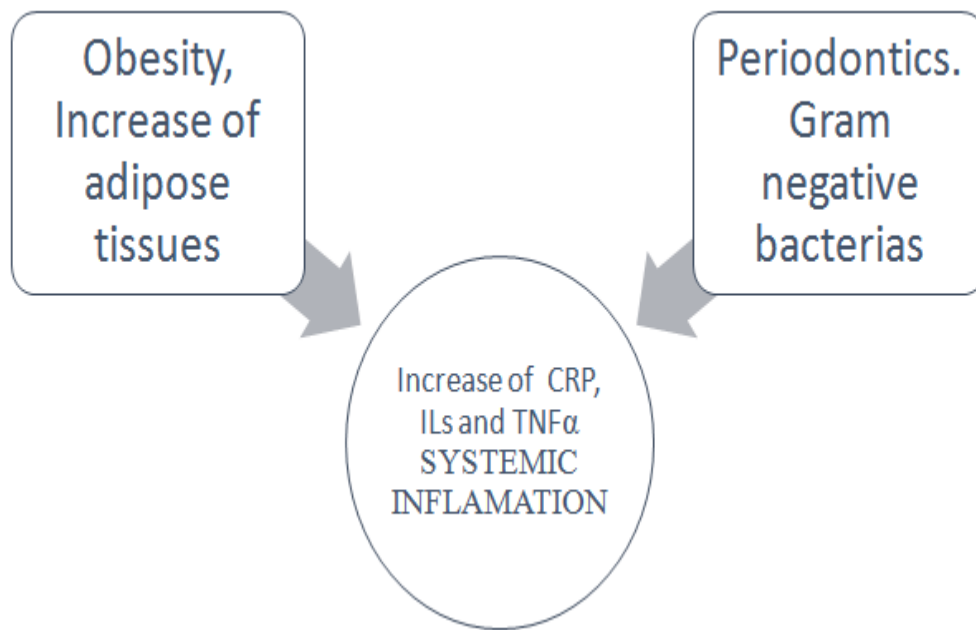 Obesity,
Increase of
adipose
tissues
Periodontics.
Gram
negative
bacterias
Increase of CRP,
ILs and TNFα
SYSTEMIC
INFLAMATION